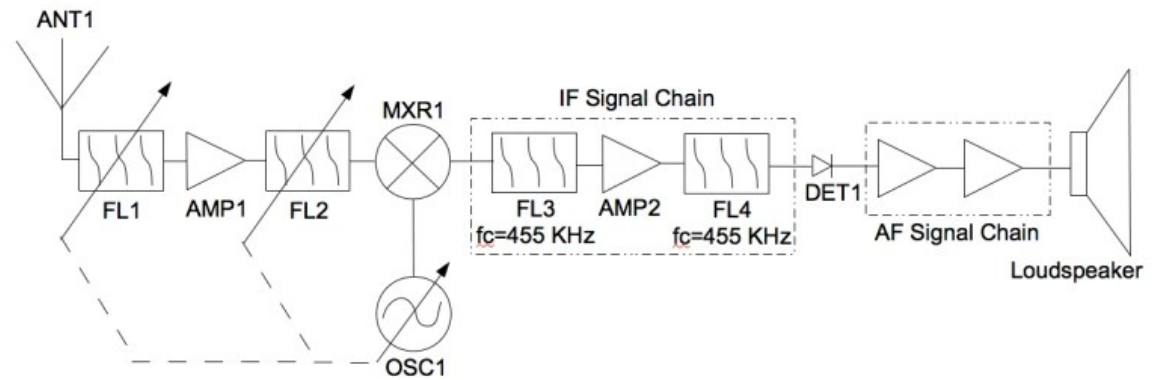 ANT1
MXR1
IF Signal Chain
FL1
AMP1
FL2
FL3
fc=455 KHz
AMP2
FL4
fc=455 KHz
DET1
AF Signal Chain
Loudspeaker
OSC1